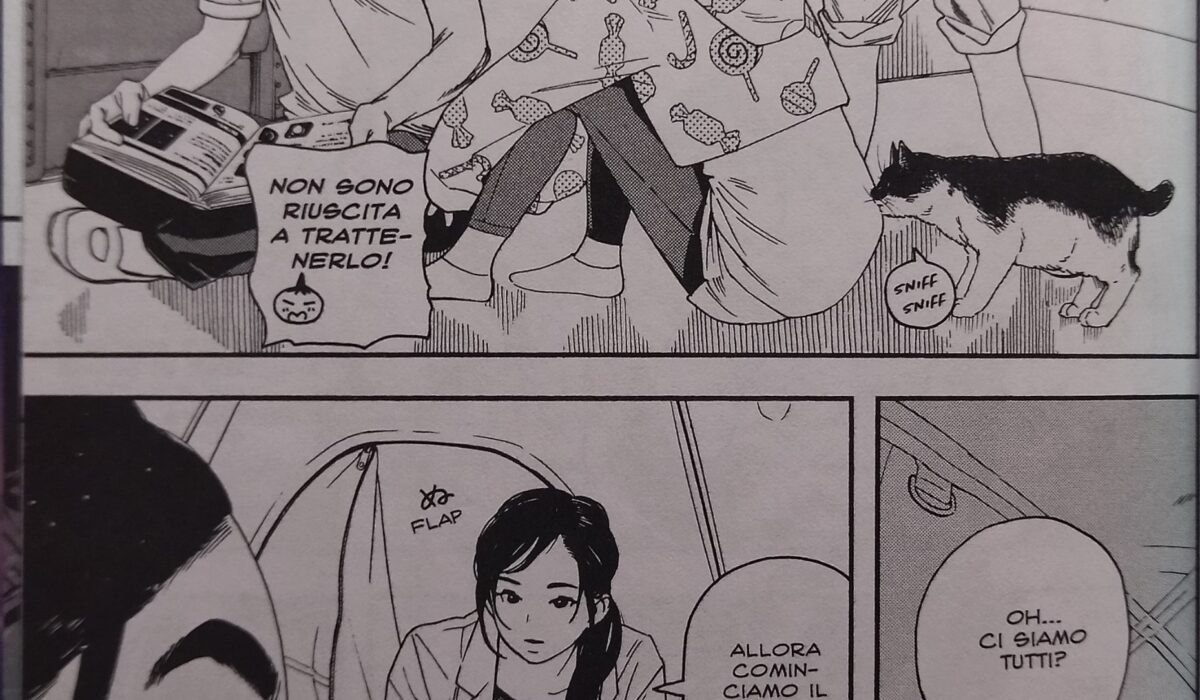 NON SONO
RIUSCITA
A TRATTE-
NERLO!
SNIFF
SNIFF
OH...
CI SIAMO
TUTTI?
ALLORA
COMIN-
CIAMO IL
ぬ
FLAP